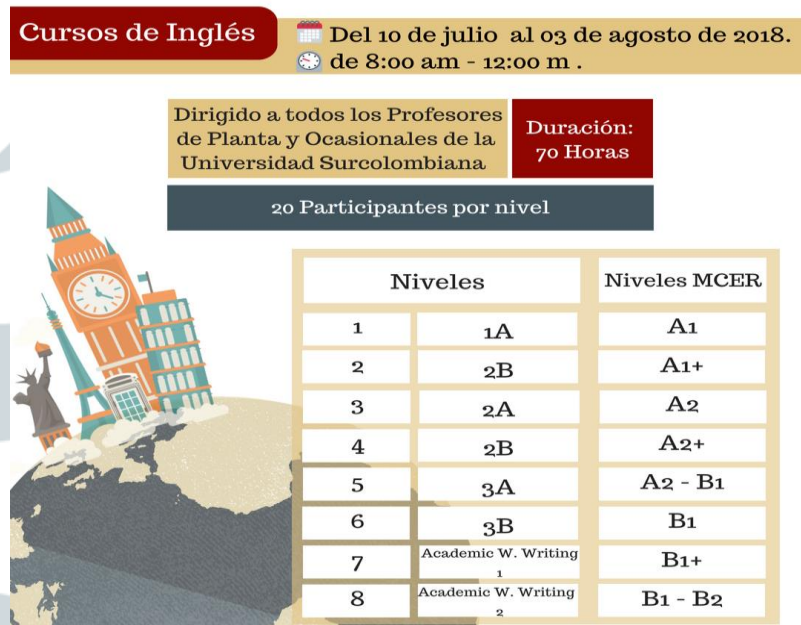 Cursos de Inglés
Del 10 de julio al 03 de agosto de 2018.
de 8:00 am - 12:00 m .
Dirigido a todos los Profesores
de Planta y Ocasionales de la
Universidad Surcolombiana
Duración:
70 Horas
20 Participantes por nivel
Niveles Niveles MCER
1 1A A1
2 2B A1+
3 2A A2
4 2B A2+
5 3A A2 - B1
6 3B B1
7 Academic W. Writing 1 B1+
8 Academic W. Writing 2 B1 - B2